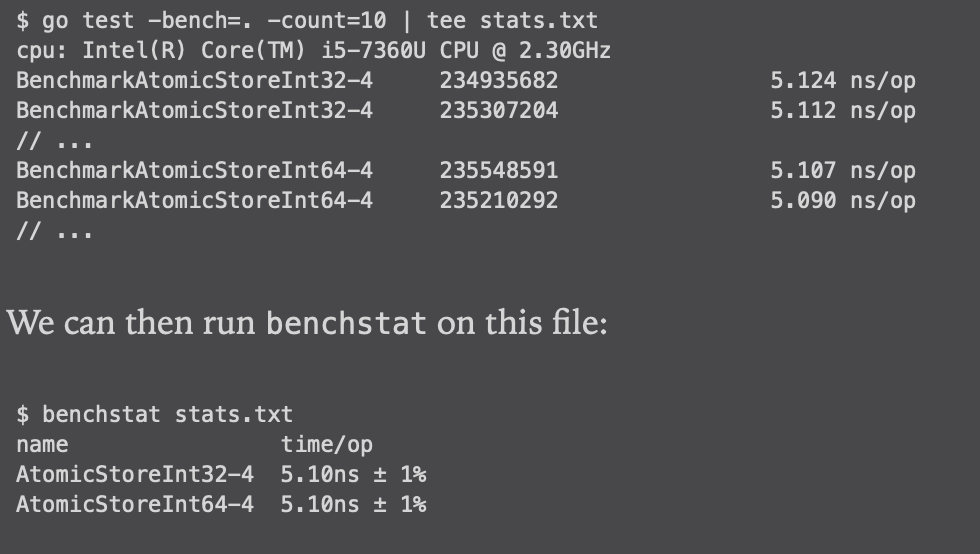 $ go test -bench=. -count=10 | tee stats.txt
cpu: Intel(R) Core(TM) i5-7360U CPU @ 2.30GHz
BenchmarkAtomicStoreInt32-4     234935682                5.124 ns/op
BenchmarkAtomicStoreInt32-4     235307204                5.112 ns/op
// ...
BenchmarkAtomicStoreInt64-4     235548591                5.107 ns/op
BenchmarkAtomicStoreInt64-4     235210292                5.090 ns/op
// ...
We can then run benchstat on this file:
$ benchstat stats.txt
name                time/op
AtomicStoreInt32-4  5.10ns ± 1%
AtomicStoreInt64-4  5.10ns ± 1%